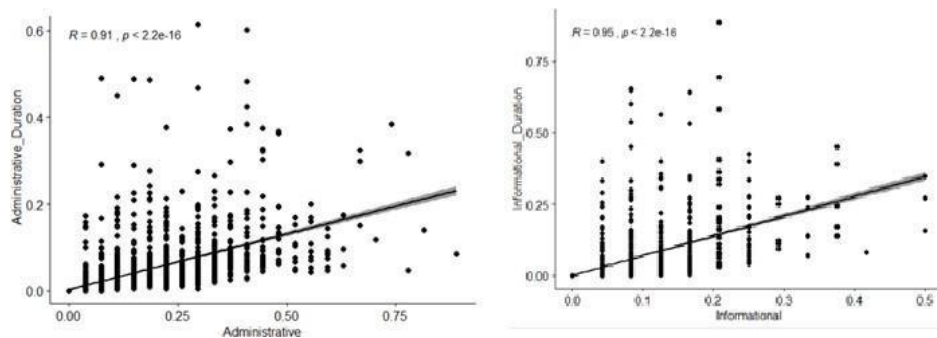 R = 0.91 , p < 2.2e-16
Administrative_Duration
0.6
0.4
0.2
0.0
0.00 0.25 0.50 0.75
Administrative
R = 0.95 , p < 2.2e-16
Informational_Duration
0.75
0.50
0.25
0.00
0.0 0.1 0.2 0.3 0.4 0.5
Informational